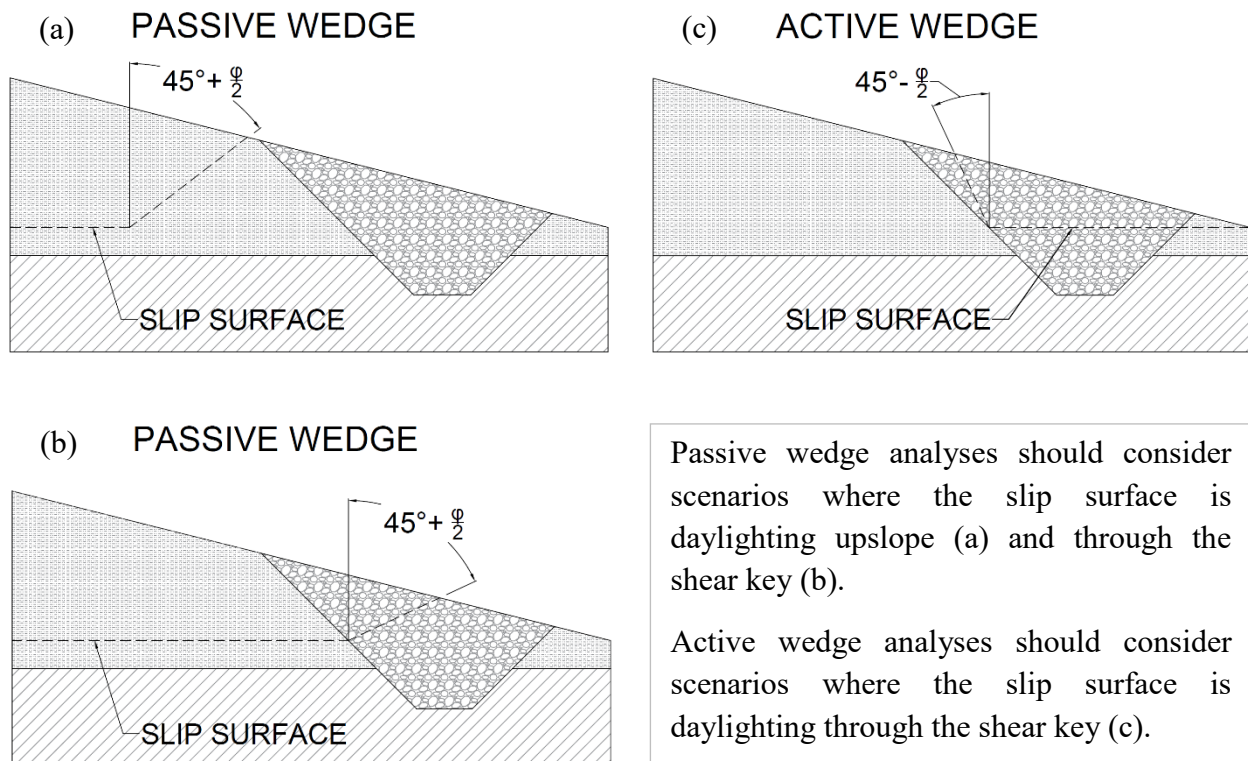 (a) PASSIVE WEDGE
45°+ φ/2
SLIP SURFACE
(c) ACTIVE WEDGE
45°- φ/2
SLIP SURFACE
(b) PASSIVE WEDGE
45°+ φ/2
SLIP SURFACE
Passive wedge analyses should consider
scenarios where the slip surface is
daylighting upslope (a) and through the
shear key (b).
Active wedge analyses should consider
scenarios where the slip surface is
daylighting through the shear key (c).